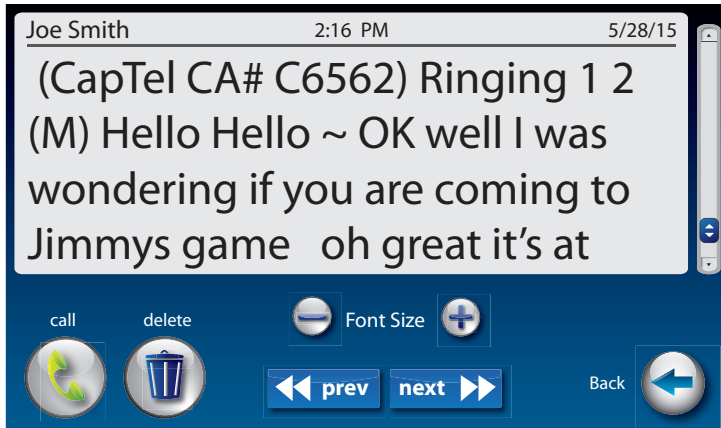 Joe Smith 2:16 PM 5/28/15
(CapTel CA# C6562) Ringing 1 2
(M) Hello Hello ~ OK well I was
wondering if you are coming to
Jimmys game oh great it's at
call delete Font Size
prev next Back